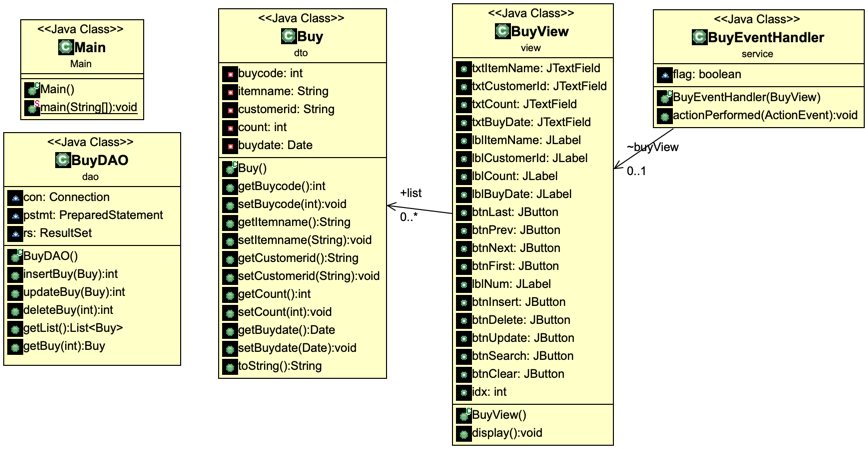 <<Java Class>>
Main
Main
Main()
main(String[]):void
<<Java Class>>
BuyDAO
dao
con: Connection
pstmt: PreparedStatement
rs: ResultSet
BuyDAO()
insertBuy(Buy):int
updateBuy(Buy):int
deleteBuy(int):int
getList():List<Buy>
getBuy(int):Buy
<<Java Class>>
Buy
dto
buycode: int
itemname: String
customerid: String
count: int
buydate: Date
Buy()
getBuycode():int
setBuycode(int):void
getItemname():String
setItemname(String):void
getCustomerid():String
setCustomerid(String):void
getCount():int
setCount(int):void
getBuydate():Date
setBuydate(Date):void
toString():String
+list
0..*
<<Java Class>>
BuyView
view
txtItemName: JTextField
txtCustomerId: JTextField
txtCount: JTextField
txtBuyDate: JTextField
lblItemName: JLabel
lblCustomerId: JLabel
lblCount: JLabel
lblBuyDate: JLabel
btnLast: JButton
btnPrev: JButton
btnNext: JButton
btnFirst: JButton
lblNum: JLabel
btnInsert: JButton
btnDelete: JButton
btnUpdate: JButton
btnSearch: JButton
btnClear: JButton
idx: int
BuyView()
display():void
~buyView
0..1
<<Java Class>>
BuyEventHandler
service
flag: boolean
BuyEventHandler(BuyView)
actionPerformed(ActionEvent):void